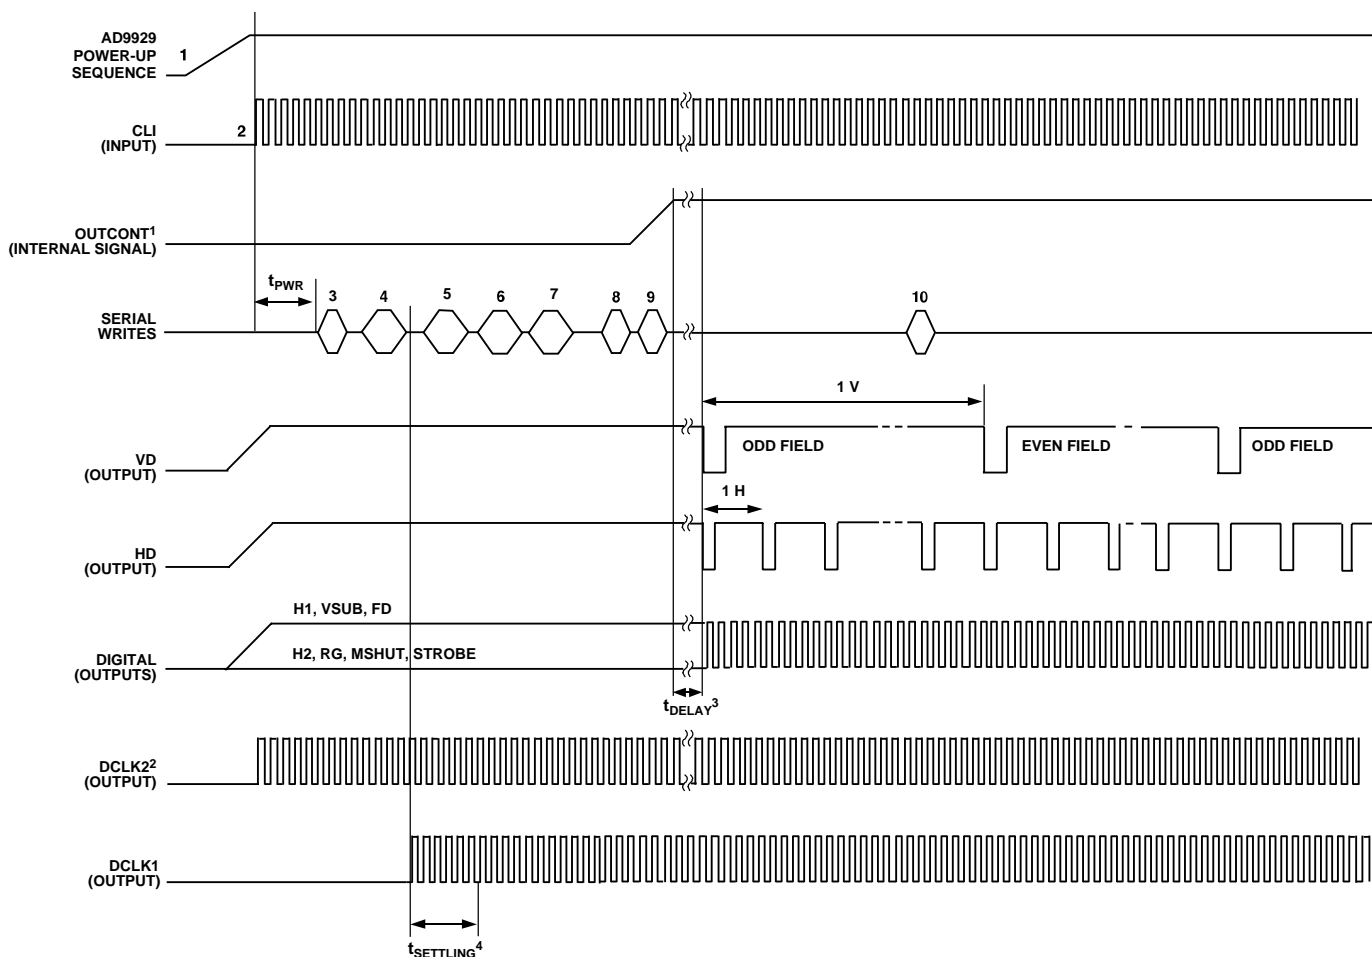 AD9929
POWER-UP
SEQUENCE
1
CLI
(INPUT)
2
OUTCONT¹
(INTERNAL SIGNAL)
tPWR
SERIAL
WRITES
3
4
5
6
7
8
9
10
1 V
VD
(OUTPUT)
ODD FIELD
EVEN FIELD
ODD FIELD
1 H
HD
(OUTPUT)
H1, VSUB, FD
DIGITAL
(OUTPUTS)
H2, RG, MSHUT, STROBE
tDELAY³
DCLK2²
(OUTPUT)
DCLK1
(OUTPUT)
tSETTLING⁴